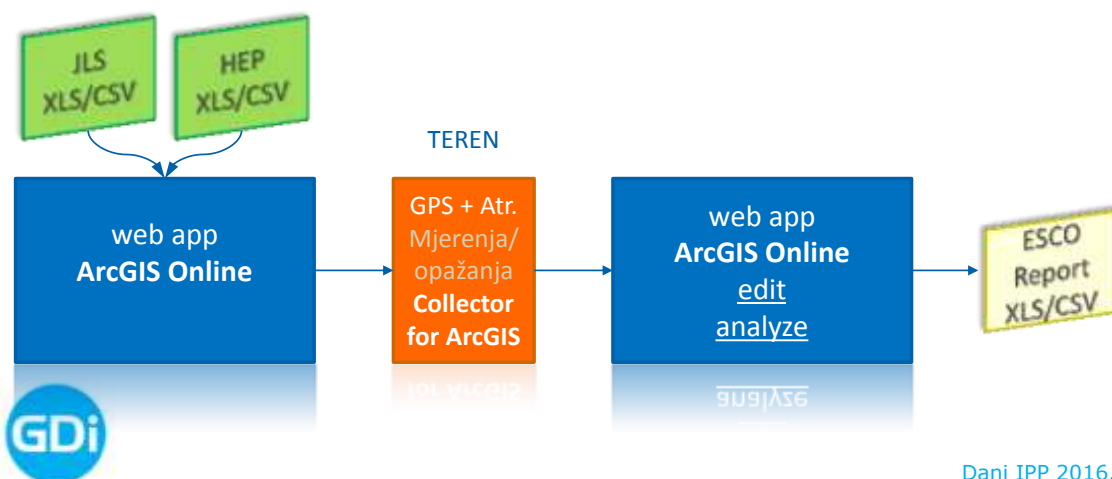 JLS
XLS/CSV
HEP
XLS/CSV
TEREN
web app
ArcGIS Online
GPS + Atr.
Mjerenja/
opažanja
Collector
for ArcGIS
web app
ArcGIS Online
edit
analyze
ESCO
Report
XLS/CSV
GDi
Dani IPP 2016.